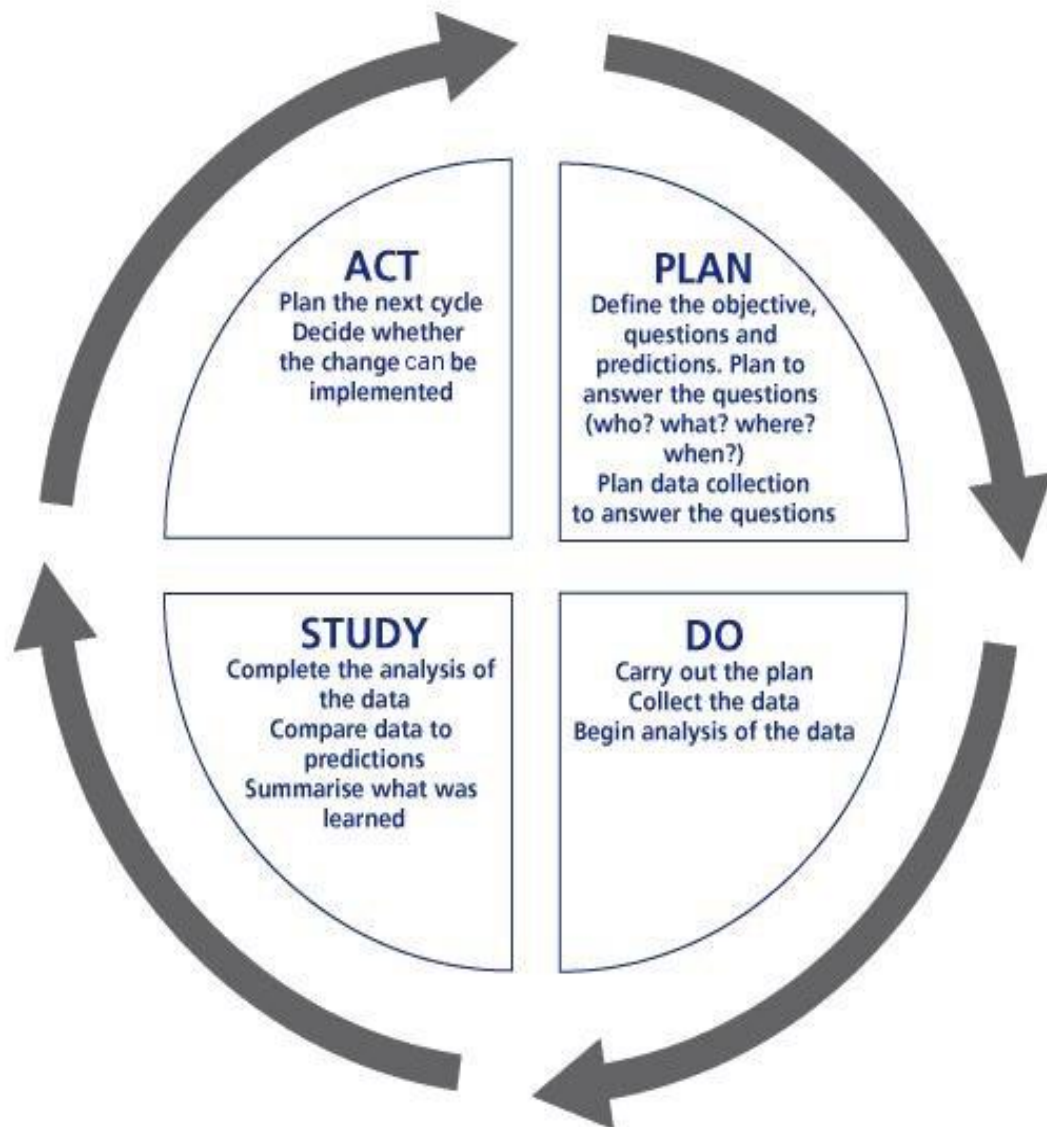 ACT
Plan the next cycle
Decide whether
the change can be
implemented
PLAN
Define the objective,
questions and
predictions. Plan to
answer the questions
(who? what? where?
when?)
Plan data collection
to answer the questions
STUDY
Complete the analysis of
the data
Compare data to
predictions
Summarise what was
learned
DO
Carry out the plan
Collect the data
Begin analysis of the data